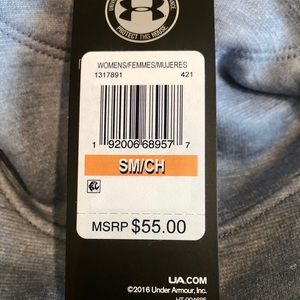 PROTECT THIS HOUSE
WOMENS/FEMMES/MUJERES
1317891 421
1 92006 68957 7
SM/CH
MSRP $55.00
UA.COM
©2016 Under Armour, Inc.